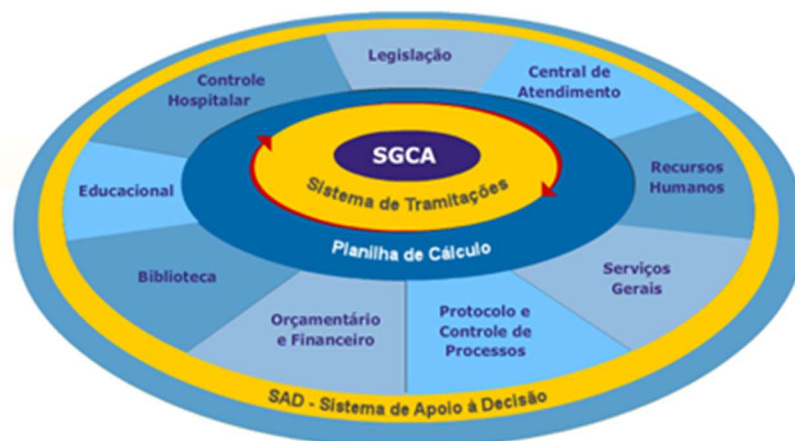 Legislação
Controle
Hospitalar
Central de
Atendimento
SGCA
Sistema de Tramitações
Educacional
Recursos
Humanos
Planilha de Cálculo
Biblioteca
Serviços
Gerais
Orçamentário
e Financeiro
Protocolo e
Controle de
Processos
SAD - Sistema de Apoio à Decisão